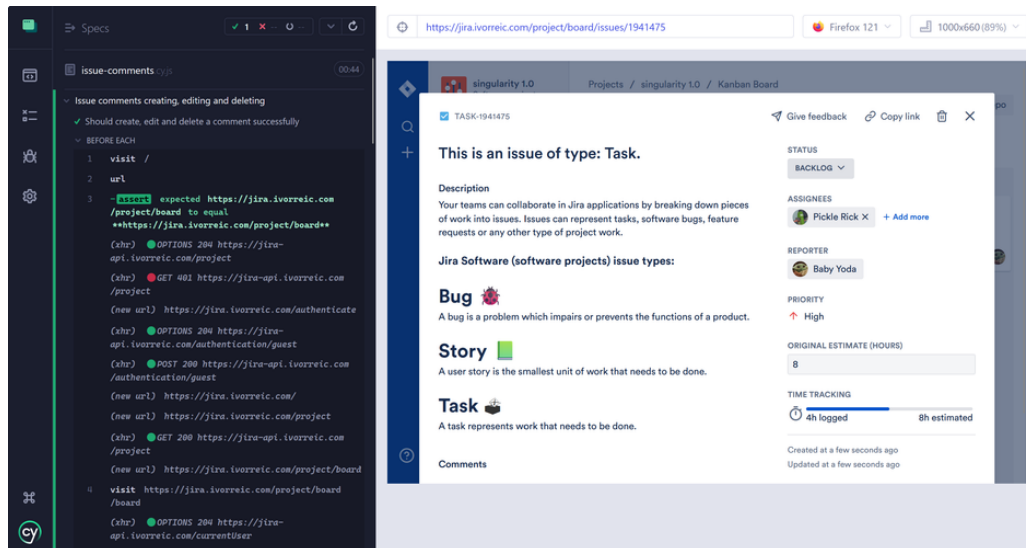 Specs
1
--
--
issue-comments.cy.js
00:44
Issue comments creating, editing and deleting
Should create, edit and delete a comment successfully
BEFORE EACH
1 visit /
2 url
3 -assert expected https://jira.ivorreic.com
/project/board to equal
**https://jira.ivorreic.com/project/board**
(xhr) OPTIONS 204 https://jira-
api.ivorreic.com/project
(xhr) GET 401 https://jira-api.ivorreic.com
/project
(new url) https://jira.ivorreic.com/authenticate
(xhr) OPTIONS 204 https://jira-
api.ivorreic.com/authentication/guest
(xhr) POST 200 https://jira-api.ivorreic.com
/authentication/guest
(new url) https://jira.ivorreic.com/
(new url) https://jira.ivorreic.com/project
(xhr) GET 200 https://jira-api.ivorreic.com
/project
(new url) https://jira.ivorreic.com/project/board
4 visit https://jira.ivorreic.com/project/board
/board
(xhr) OPTIONS 204 https://jira-
api.ivorreic.com/currentUser
cy
https://jira.ivorreic.com/project/board/issues/1941475
Firefox 121
1000x660 (89%)
singularity 1.0
Projects / singularity 1.0 / Kanban Board
po
TASK-1941475
Give feedback
Copy link
This is an issue of type: Task.
Description
Your teams can collaborate in Jira applications by breaking down pieces
of work into issues. Issues can represent tasks, software bugs, feature
requests or any other type of project work.
Jira Software (software projects) issue types:
Bug 🐞
A bug is a problem which impairs or prevents the functions of a product.
Story 📗
A user story is the smallest unit of work that needs to be done.
Task 🗳
A task represents work that needs to be done.
Comments
STATUS
BACKLOG
ASSIGNEES
Pickle Rick
+ Add more
REPORTER
Baby Yoda
PRIORITY
High
ORIGINAL ESTIMATE (HOURS)
8
TIME TRACKING
4h logged
8h estimated
Created at a few seconds ago
Updated at a few seconds ago